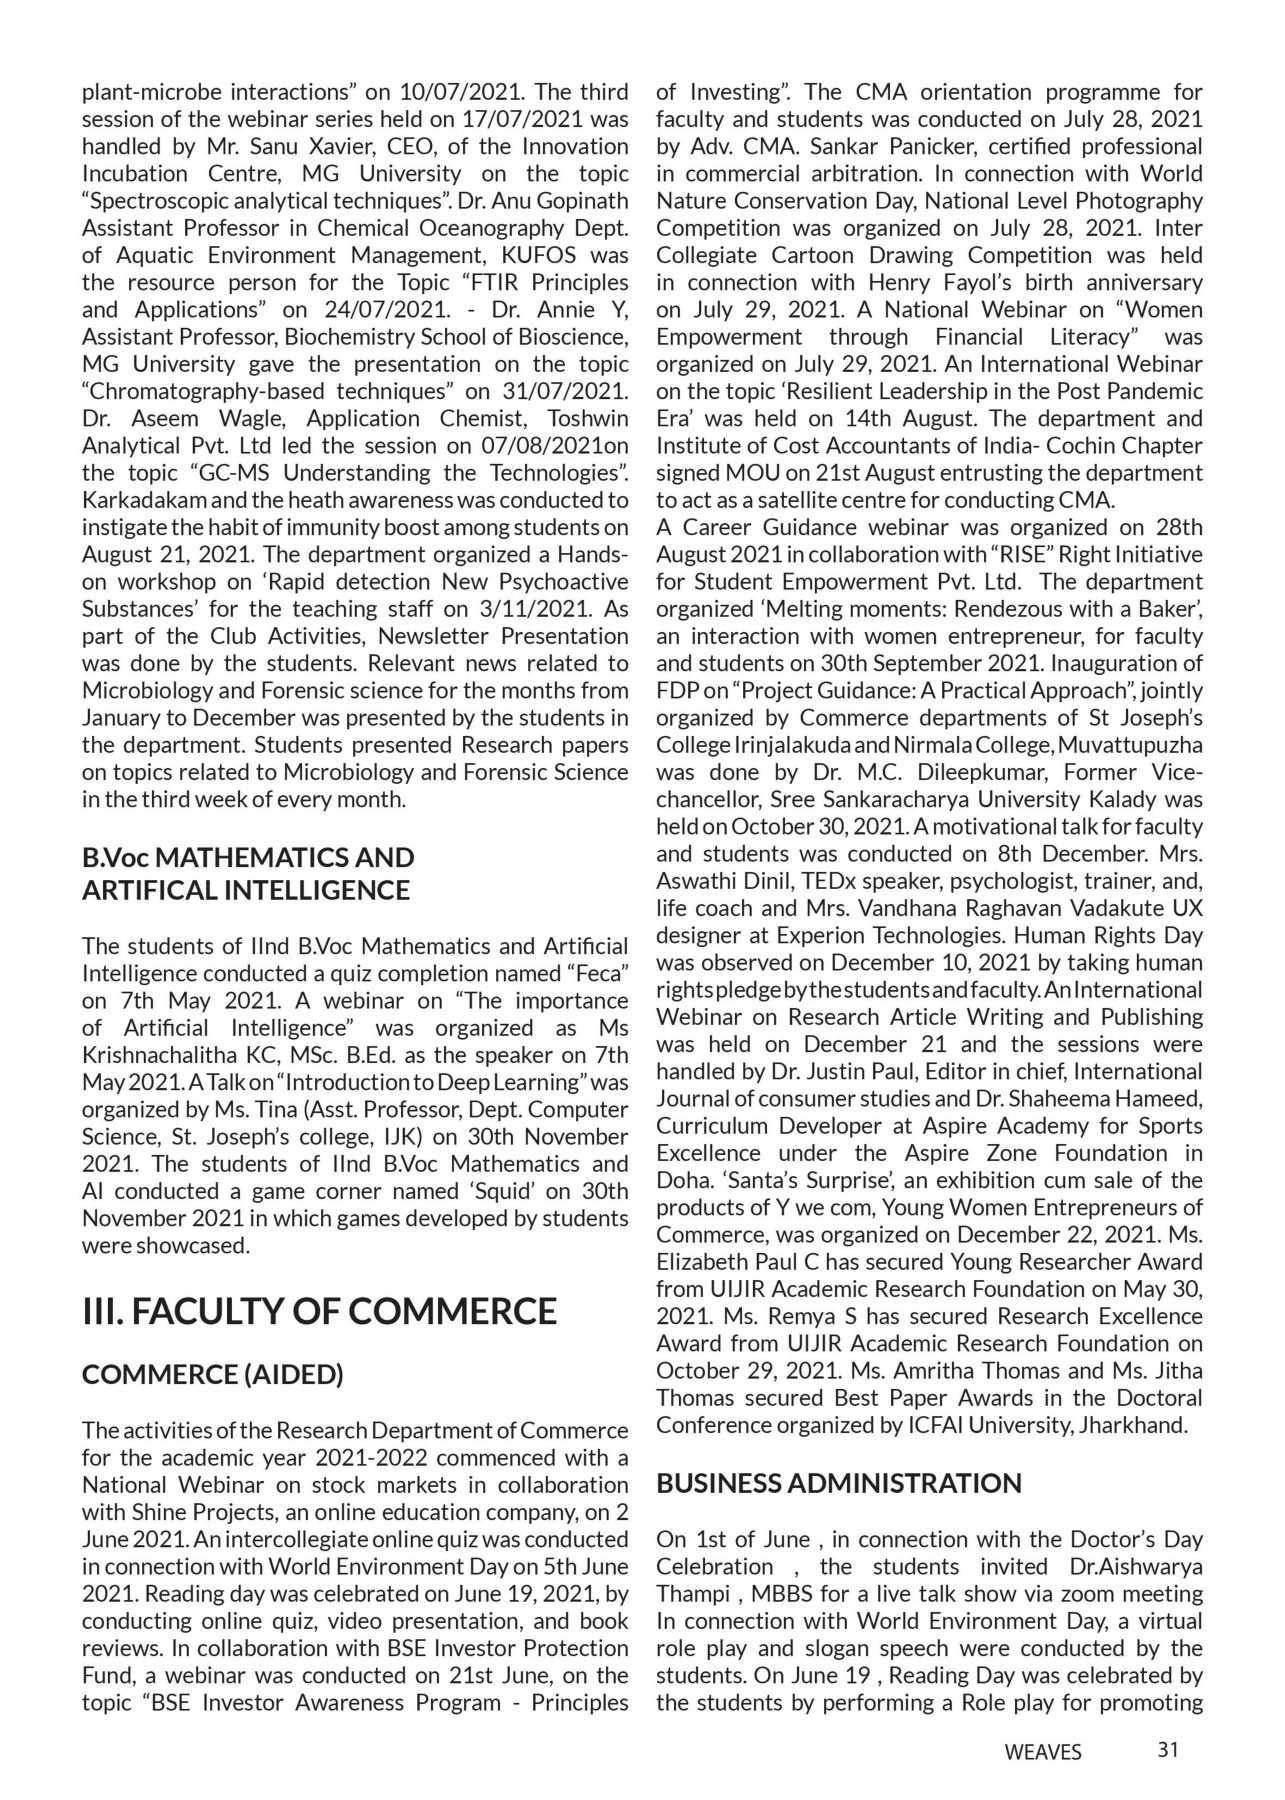 plant-microbe interactions” on 10/07/2021. The third
session of the webinar series held on 17/07/2021 was
handled by Mr. Sanu Xavier, CEO, of the Innovation
Incubation Centre, MG University on the topic
“Spectroscopic analytical techniques”. Dr. Anu Gopinath
Assistant Professor in Chemical Oceanography Dept.
of Aquatic Environment Management, KUFOS was
the resource person for the Topic “FTIR Principles
and Applications” on 24/07/2021. - Dr. Annie Y,
Assistant Professor, Biochemistry School of Bioscience,
MG University gave the presentation on the topic
“Chromatography-based techniques” on 31/07/2021.
Dr. Aseem Wagle, Application Chemist, Toshwin
Analytical Pvt. Ltd led the session on 07/08/2021on
the topic “GC-MS Understanding the Technologies”.
Karkadakam and the heath awareness was conducted to
instigate the habit of immunity boost among students on
August 21, 2021. The department organized a Hands-
on workshop on ‘Rapid detection New Psychoactive
Substances’ for the teaching staff on 3/11/2021. As
part of the Club Activities, Newsletter Presentation
was done by the students. Relevant news related to
Microbiology and Forensic science for the months from
January to December was presented by the students in
the department. Students presented Research papers
on topics related to Microbiology and Forensic Science
in the third week of every month.
B.Voc MATHEMATICS AND
ARTIFICAL INTELLIGENCE
The students of IInd B.Voc Mathematics and Artificial
Intelligence conducted a quiz completion named “Feca”
on 7th May 2021. A webinar on “The importance
of Artificial Intelligence” was organized as Ms
Krishnachalitha KC, MSc. B.Ed. as the speaker on 7th
May 2021. A Talk on “Introduction to Deep Learning” was
organized by Ms. Tina (Asst. Professor, Dept. Computer
Science, St. Joseph’s college, IJK) on 30th November
2021. The students of IInd B.Voc Mathematics and
AI conducted a game corner named ‘Squid’ on 30th
November 2021 in which games developed by students
were showcased.
III. FACULTY OF COMMERCE
COMMERCE (AIDED)
The activities of the Research Department of Commerce
for the academic year 2021-2022 commenced with a
National Webinar on stock markets in collaboration
with Shine Projects, an online education company, on 2
June 2021. An intercollegiate online quiz was conducted
in connection with World Environment Day on 5th June
2021. Reading day was celebrated on June 19, 2021, by
conducting online quiz, video presentation, and book
reviews. In collaboration with BSE Investor Protection
Fund, a webinar was conducted on 21st June, on the
topic “BSE Investor Awareness Program - Principles
of Investing”. The CMA orientation programme for
faculty and students was conducted on July 28, 2021
by Adv. CMA. Sankar Panicker, certified professional
in commercial arbitration. In connection with World
Nature Conservation Day, National Level Photography
Competition was organized on July 28, 2021. Inter
Collegiate Cartoon Drawing Competition was held
in connection with Henry Fayol’s birth anniversary
on July 29, 2021. A National Webinar on “Women
Empowerment through Financial Literacy” was
organized on July 29, 2021. An International Webinar
on the topic ‘Resilient Leadership in the Post Pandemic
Era’ was held on 14th August. The department and
Institute of Cost Accountants of India- Cochin Chapter
signed MOU on 21st August entrusting the department
to act as a satellite centre for conducting CMA.
A Career Guidance webinar was organized on 28th
August 2021 in collaboration with “RISE” Right Initiative
for Student Empowerment Pvt. Ltd. The department
organized ‘Melting moments: Rendezous with a Baker’,
an interaction with women entrepreneur, for faculty
and students on 30th September 2021. Inauguration of
FDP on “Project Guidance: A Practical Approach”, jointly
organized by Commerce departments of St Joseph’s
College Irinjalakuda and Nirmala College, Muvattupuzha
was done by Dr. M.C. Dileepkumar, Former Vice-
chancellor, Sree Sankaracharya University Kalady was
held on October 30, 2021. A motivational talk for faculty
and students was conducted on 8th December. Mrs.
Aswathi Dinil, TEDx speaker, psychologist, trainer, and,
life coach and Mrs. Vandhana Raghavan Vadakute UX
designer at Experion Technologies. Human Rights Day
was observed on December 10, 2021 by taking human
rights pledge by the students and faculty. An International
Webinar on Research Article Writing and Publishing
was held on December 21 and the sessions were
handled by Dr. Justin Paul, Editor in chief, International
Journal of consumer studies and Dr. Shaheema Hameed,
Curriculum Developer at Aspire Academy for Sports
Excellence under the Aspire Zone Foundation in
Doha. ‘Santa’s Surprise’, an exhibition cum sale of the
products of Y we com, Young Women Entrepreneurs of
Commerce, was organized on December 22, 2021. Ms.
Elizabeth Paul C has secured Young Researcher Award
from UIJIR Academic Research Foundation on May 30,
2021. Ms. Remya S has secured Research Excellence
Award from UIJIR Academic Research Foundation on
October 29, 2021. Ms. Amritha Thomas and Ms. Jitha
Thomas secured Best Paper Awards in the Doctoral
Conference organized by ICFAI University, Jharkhand.
BUSINESS ADMINISTRATION
On 1st of June , in connection with the Doctor’s Day
Celebration , the students invited Dr.Aishwarya
Thampi , MBBS for a live talk show via zoom meeting
In connection with World Environment Day, a virtual
role play and slogan speech were conducted by the
students. On June 19 , Reading Day was celebrated by
the students by performing a Role play for promoting
WEAVES 31